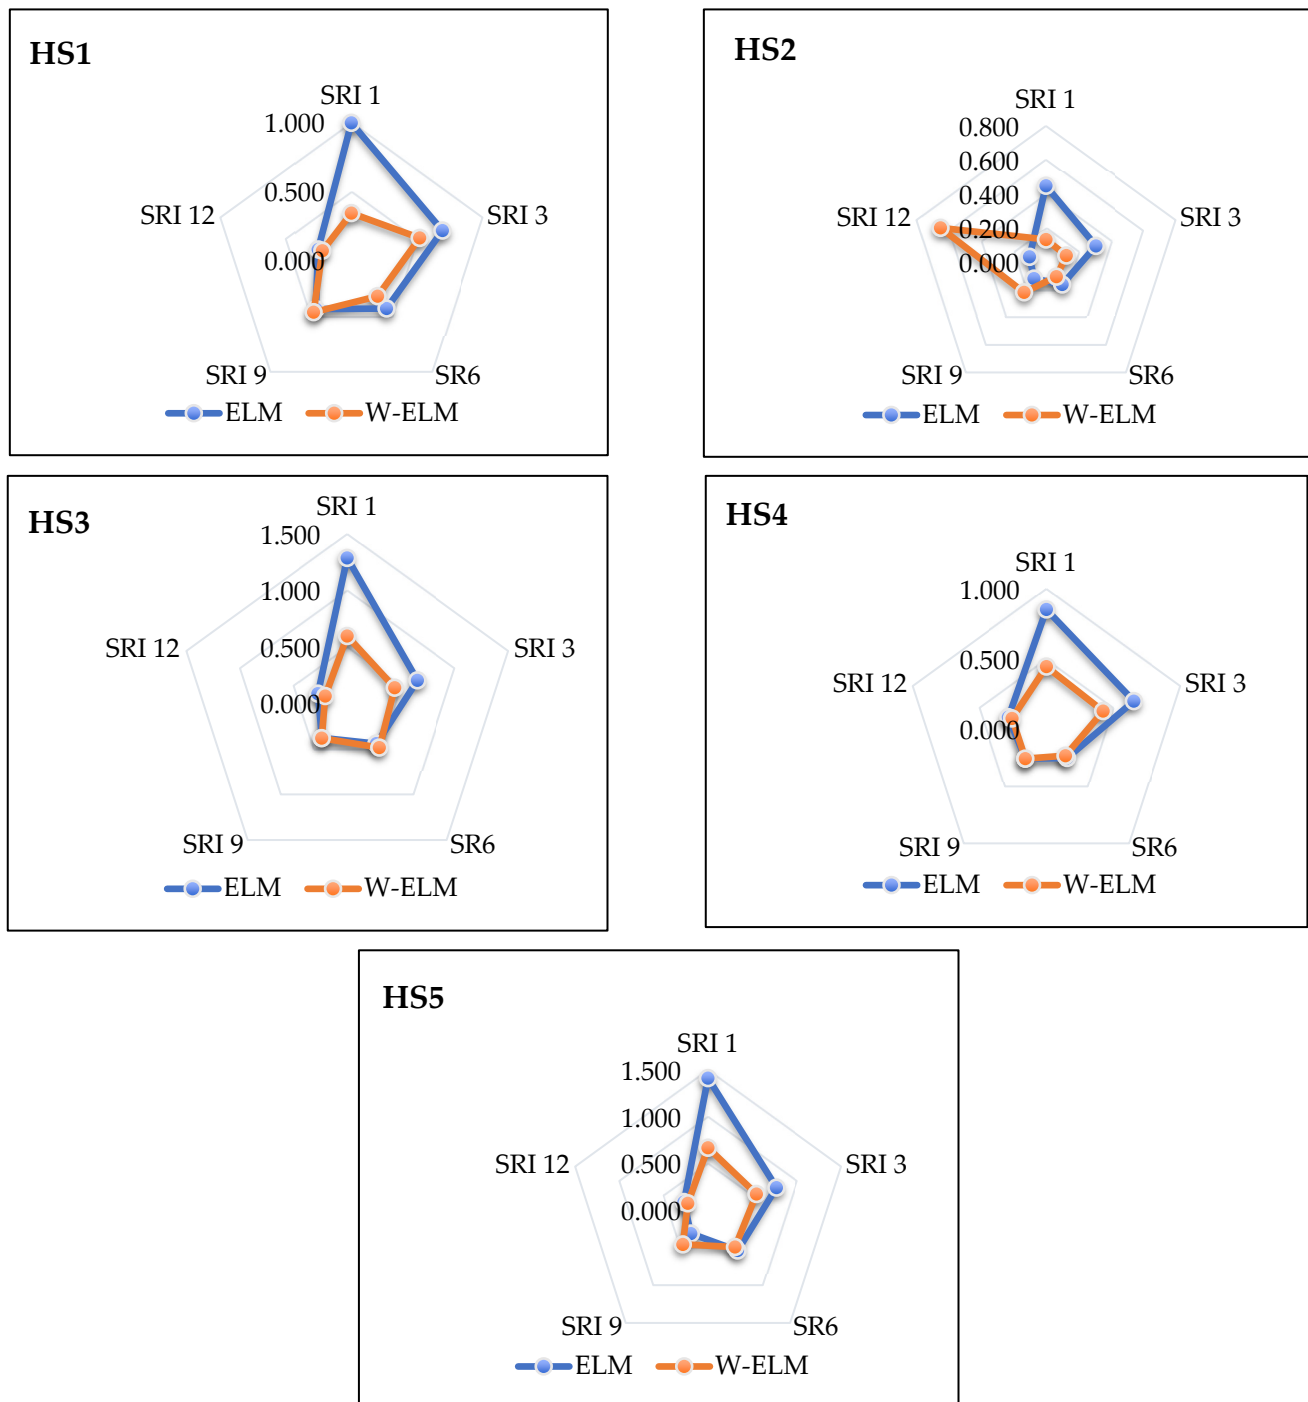 HS1
SRI 1
1.000
0.500
0.000
SRI 12
SRI 3
SRI 9
SR6
ELM W-ELM
HS2
SRI 1
0.800
0.600
0.400
0.200
0.000
SRI 12
SRI 3
SRI 9
SR6
ELM W-ELM
HS3
SRI 1
1.500
1.000
0.500
0.000
SRI 12
SRI 3
SRI 9
SR6
ELM W-ELM
HS4
SRI 1
1.000
0.500
0.000
SRI 12
SRI 3
SRI 9
SR6
ELM W-ELM
HS5
SRI 1
1.500
1.000
0.500
0.000
SRI 12
SRI 3
SRI 9
SR6
ELM W-ELM